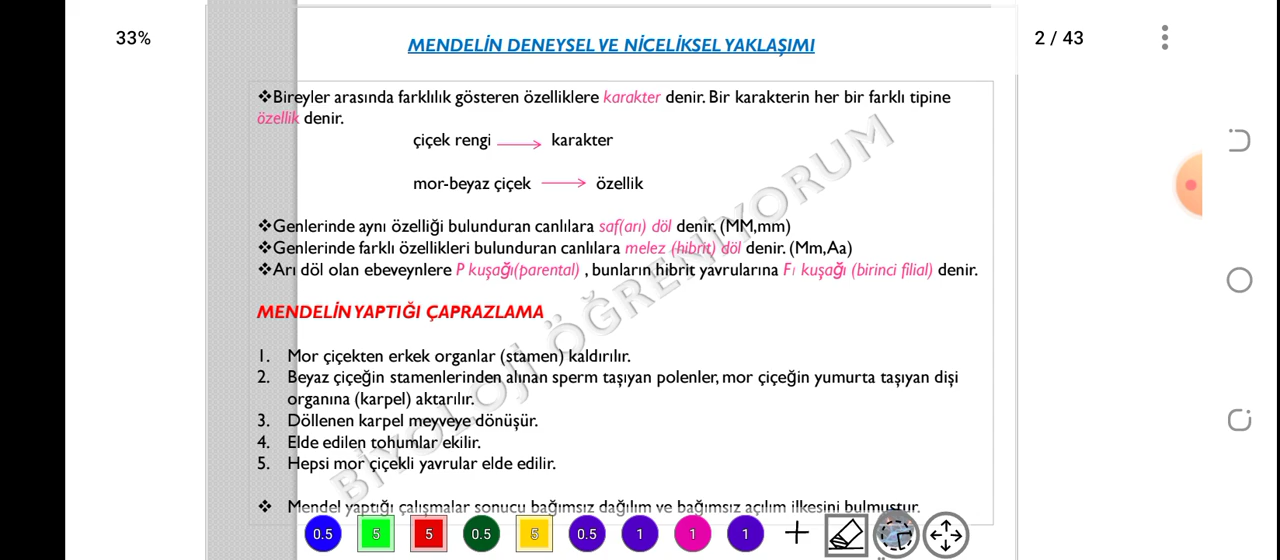 33%
2 / 43
MENDELİN DENEYSEL VE NİCELİKSEL YAKLAŞIMI
❖Bireyler arasında farklılık gösteren özelliklere karakter denir. Bir karakterin her bir farklı tipine
özellik denir.
çiçek rengi → karakter
mor-beyaz çiçek → özellik
❖Genlerinde aynı özelliği bulunduran canlılara saf(arı) döl denir. (MM,mm)
❖Genlerinde farklı özellikleri bulunduran canlılara melez (hibrit) döl denir. (Mm,Aa)
❖Arı döl olan ebeveynlere P kuşağı(parental) , bunların hibrit yavrularına F₁ kuşağı (birinci filial) denir.
MENDELİN YAPTIĞI ÇAPRAZLAMA
1. Mor çiçekten erkek organlar (stamen) kaldırılır.
2. Beyaz çiçeğin stamenlerinden alınan sperm taşıyan polenler, mor çiçeğin yumurta taşıyan dişi
organına (karpel) aktarılır.
3. Döllenen karpel meyveye dönüşür.
4. Elde edilen tohumlar ekilir.
5. Hepsi mor çiçekli yavrular elde edilir.
❖ Mendel yaptığı çalışmalar sonucu bağımsız dağılım ve bağımsız açılım ilkesini bulmuştur.
BİYOLOJİ ÖĞRENİYORUM
0.5 5 5 0.5 5 0.5 1 1 1